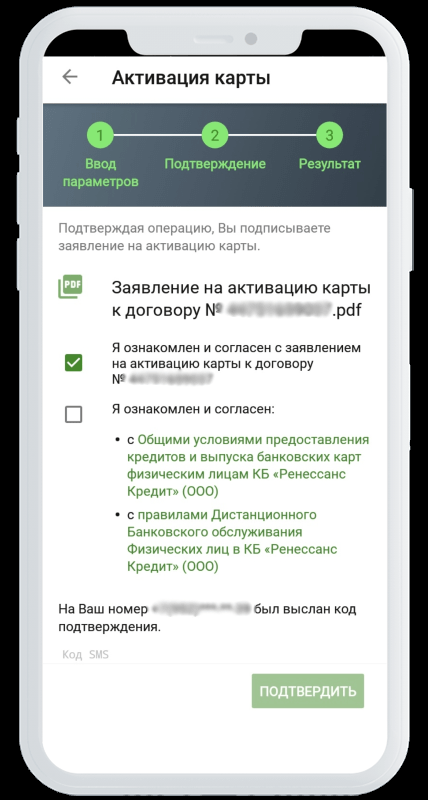 Активация карты
1 2 3
Ввод параметров Подтверждение Результат
Подтверждая операцию, Вы подписываете
заявление на активацию карты.
PDF
Заявление на активацию карты
к договору № .pdf
Я ознакомлен и согласен с заявлением
на активацию карты к договору
№
Я ознакомлен и согласен:
• с Общими условиями предоставления
кредитов и выпуска банковских карт
физическим лицам КБ «Ренессанс
Кредит» (ООО)
• с правилами Дистанционного
Банковского обслуживания
Физических лиц в КБ «Ренессанс
Кредит» (ООО)
На Ваш номер был выслан код
подтверждения.
Код SMS
ПОДТВЕРДИТЬ